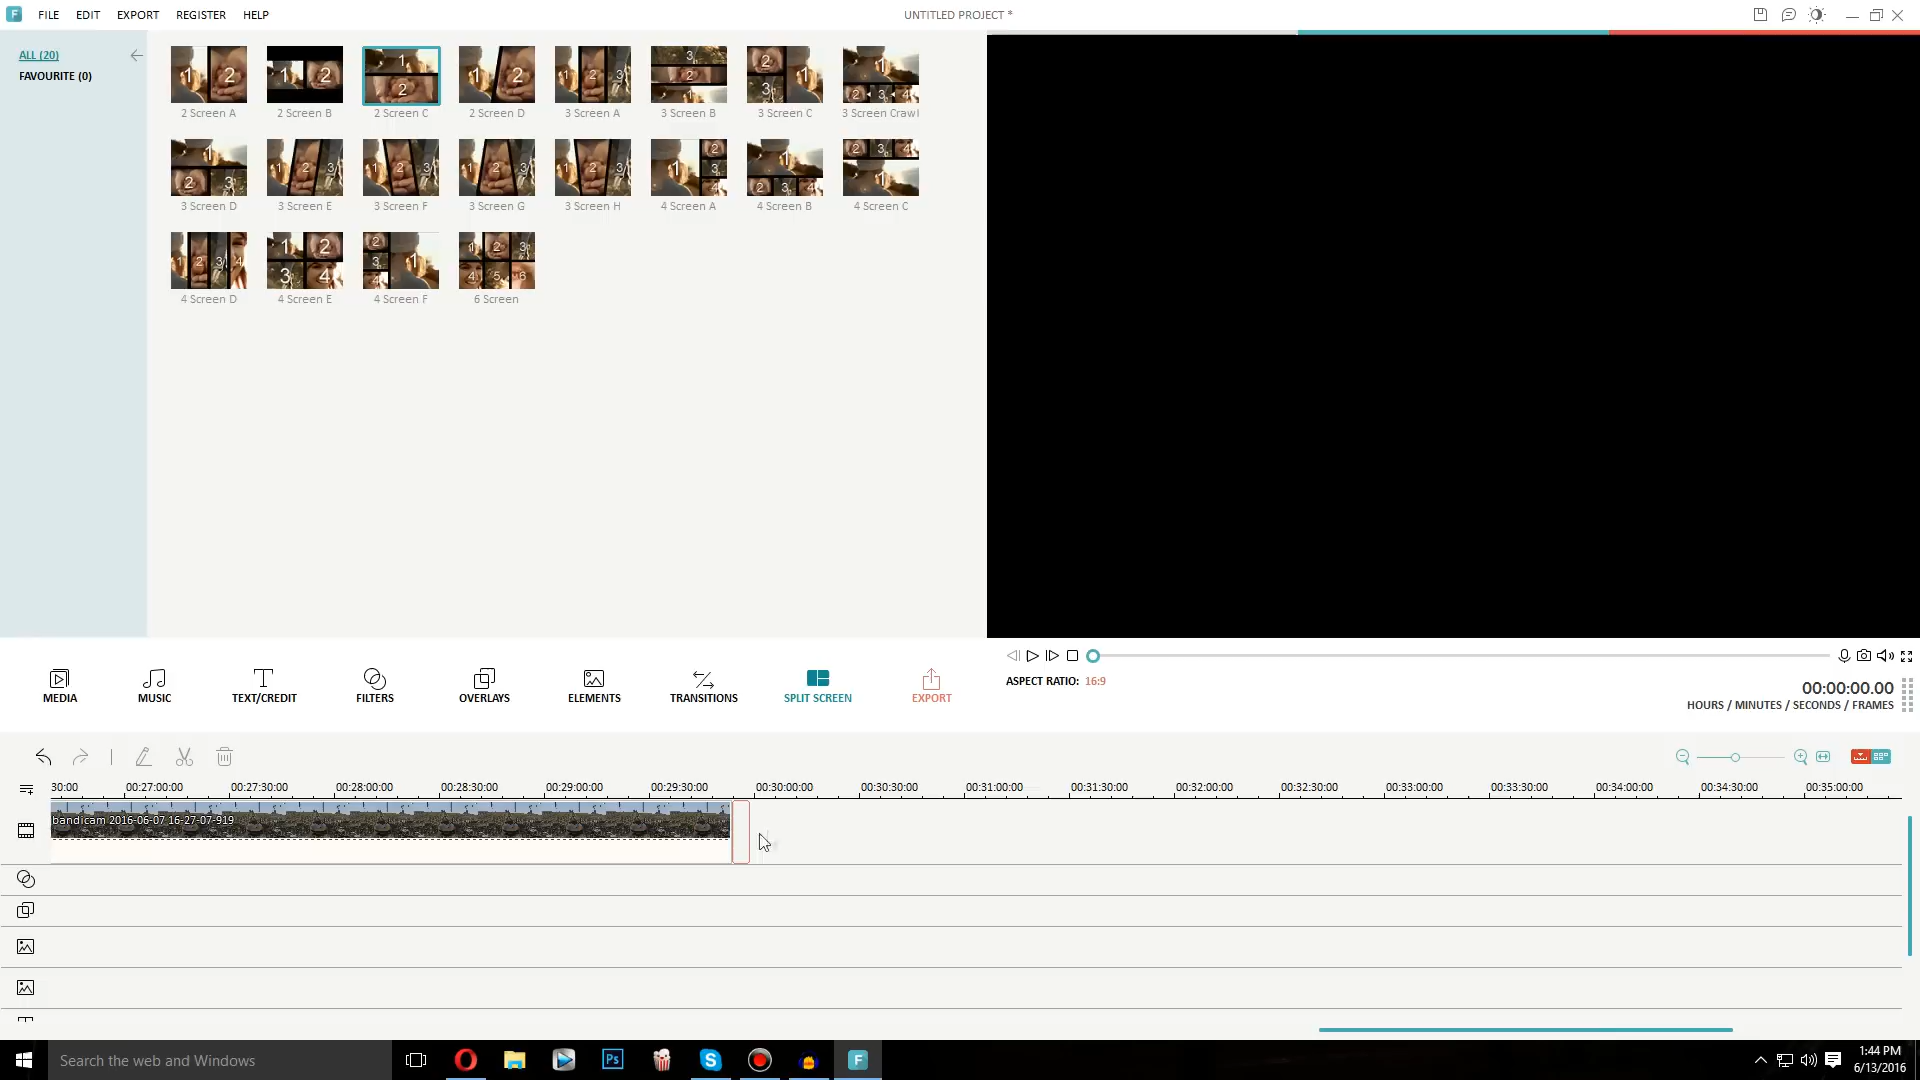 FILE EDIT EXPORT REGISTER HELP
UNTITLED PROJECT *
ALL (20)
FAVOURITE (0)
2 Screen A 2 Screen B 2 Screen C 2 Screen D 3 Screen A 3 Screen B 3 Screen C 3 Screen Crawl
3 Screen D 3 Screen E 3 Screen F 3 Screen G 3 Screen H 4 Screen A 4 Screen B 4 Screen C
4 Screen D 4 Screen E 4 Screen F 6 Screen
MEDIA MUSIC TEXT/CREDIT FILTERS OVERLAYS ELEMENTS TRANSITIONS SPLIT SCREEN EXPORT
ASPECT RATIO: 16:9
00:00:00.00
HOURS / MINUTES / SECONDS / FRAMES
30:00 00:27:00:00 00:27:30:00 00:28:00:00 00:28:30:00 00:29:00:00 00:29:30:00 00:30:00:00 00:30:30:00 00:31:00:00 00:31:30:00 00:32:00:00 00:32:30:00 00:33:00:00 00:33:30:00 00:34:00:00 00:34:30:00 00:35:00:00
bandicam 2016-06-07 16-27-07-919
Search the web and Windows
Ps
1:44 PM
6/13/2016